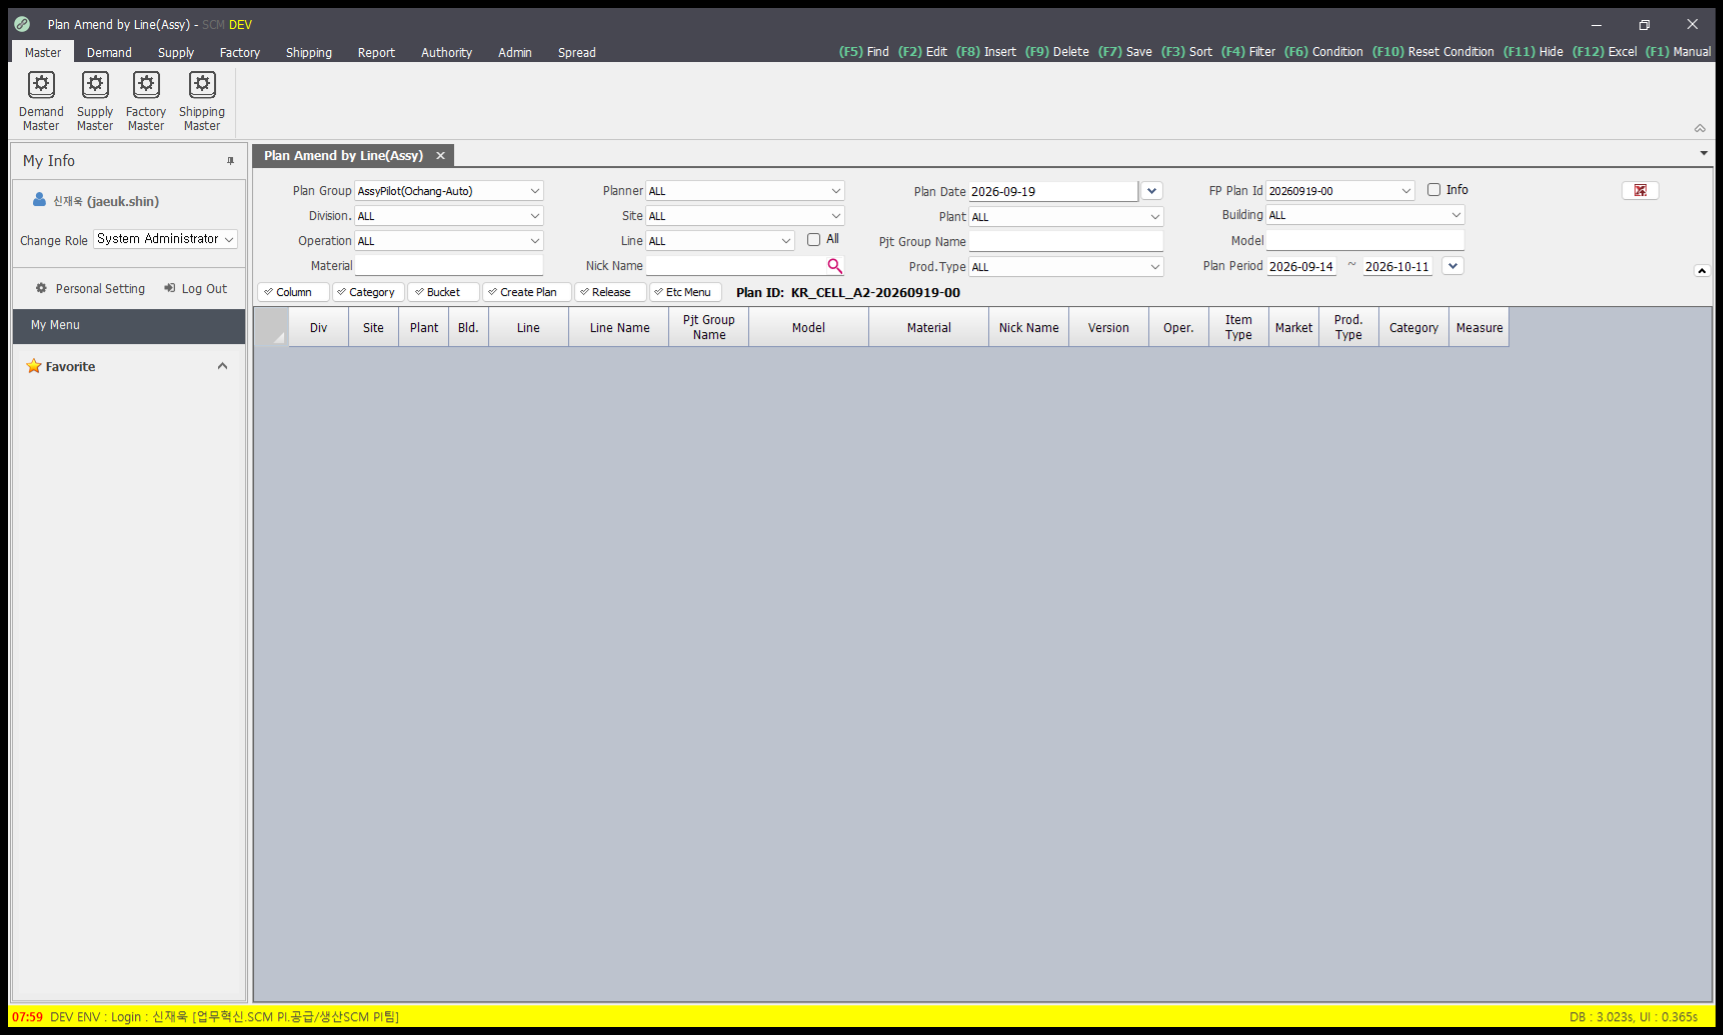 Plan Amend by Line(Assy) - SCM DEV
Master Demand Supply Factory Shipping Report Authority Admin Spread
(F5) Find (F2) Edit (F8) Insert (F9) Delete (F7) Save (F3) Sort (F4) Filter (F6) Condition (F10) Reset Condition (F11) Hide (F12) Excel (F1) Manual
Demand Master
Supply Master
Factory Master
Shipping Master
My Info
신재욱 (jaeuk.shin)
Change Role System Administrator
Personal Setting Log Out
My Menu
Favorite
Plan Amend by Line(Assy)
Plan Group AssyPilot(Ochang-Auto) Planner ALL Plan Date 2026-09-19 FP Plan Id 20260919-00 Info
Division. ALL Site ALL Plant ALL Building ALL
Operation ALL Line ALL All Pjt Group Name Model
Material Nick Name Prod.Type ALL Plan Period 2026-09-14 ~ 2026-10-11
Column Category Bucket Create Plan Release Etc Menu Plan ID: KR_CELL_A2-20260919-00
Div Site Plant Bld. Line Line Name Pjt Group Name Model Material Nick Name Version Oper. Item Type Market Prod. Type Category Measure
07:59 DEV ENV : Login : 신재욱 [업무혁신.SCM PI.공급/생산SCM PI팀]
DB : 3.023s, UI : 0.365s